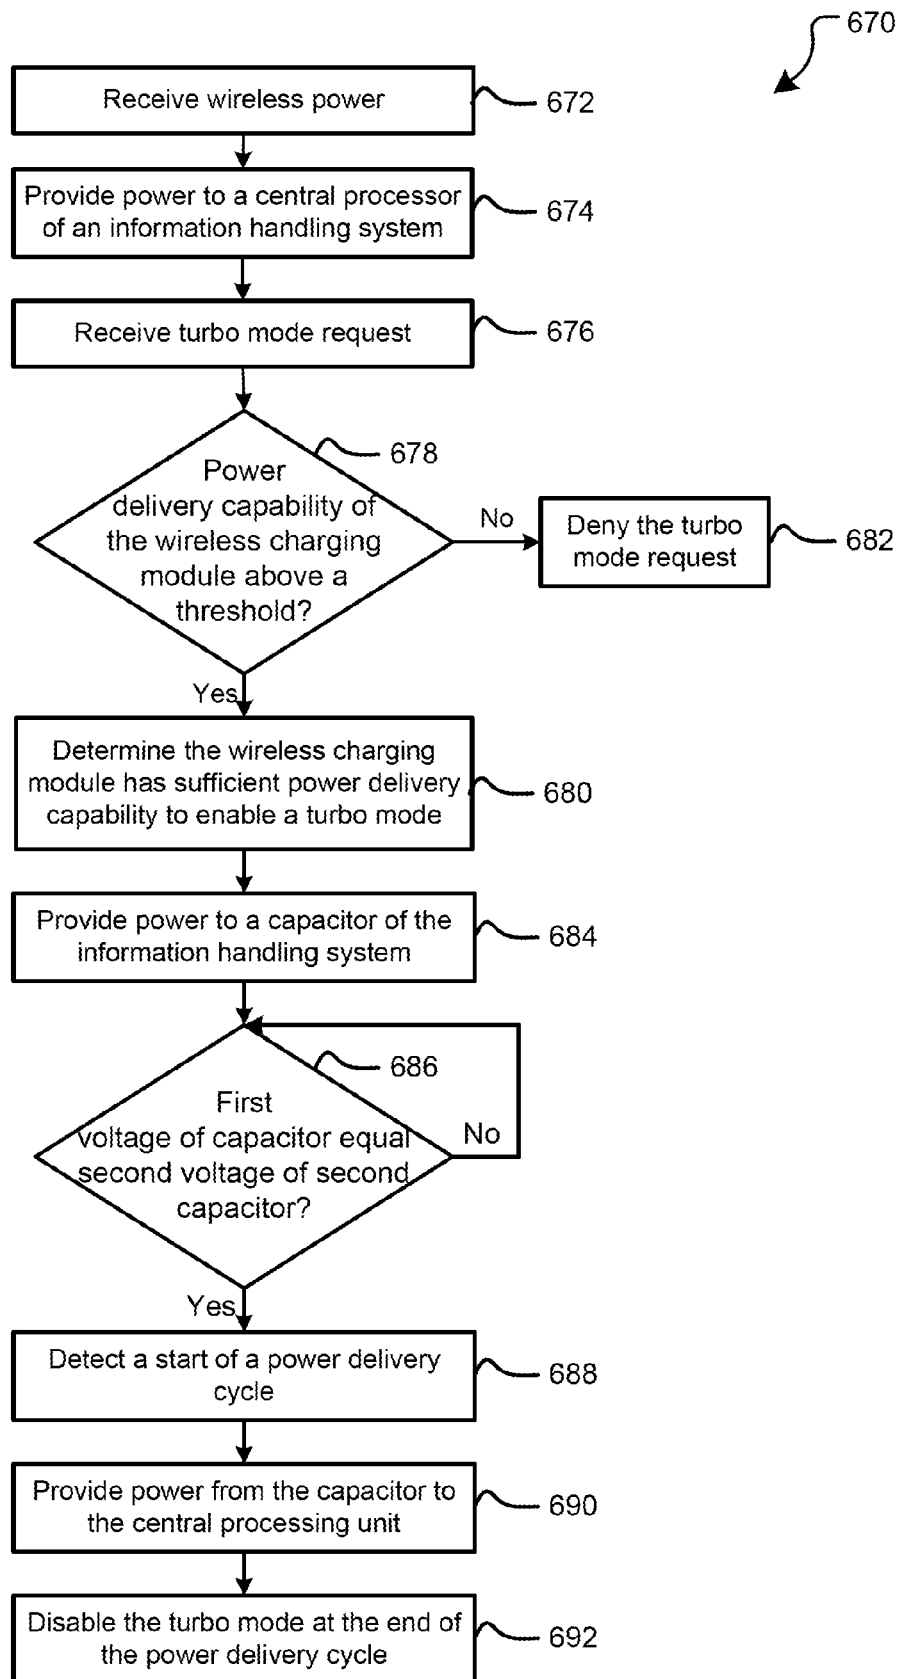 670
Receive wireless power
672
Provide power to a central processor
of an information handling system
674
Receive turbo mode request
676
678
Power
delivery capability of
the wireless charging
module above a
threshold?
No
Deny the turbo
mode request
682
Yes
Determine the wireless charging
module has sufficient power delivery
capability to enable a turbo mode
680
Provide power to a capacitor of the
information handling system
684
686
First
voltage of capacitor equal
second voltage of second
capacitor?
No
Yes
Detect a start of a power delivery
cycle
688
Provide power from the capacitor to
the central processing unit
690
Disable the turbo mode at the end of
the power delivery cycle
692